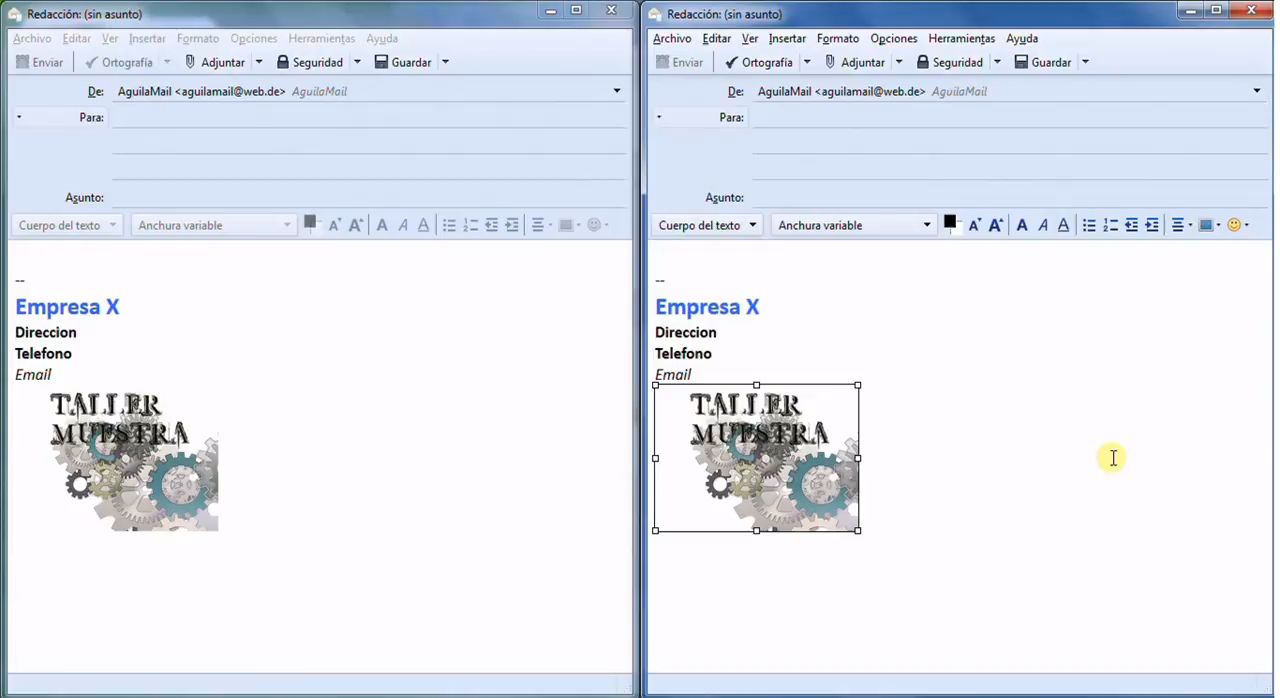 Redacción: (sin asunto)
Archivo Editar Ver Insertar Formato Opciones Herramientas Ayuda
Enviar Ortografía Adjuntar Seguridad Guardar
De: AguilaMail <aguilamail@web.de> AguilaMail
Para:
Asunto:
Cuerpo del texto Anchura variable
--
Empresa X
Direccion
Telefono
Email
TALLER
MUESTRA
Redacción: (sin asunto)
Archivo Editar Ver Insertar Formato Opciones Herramientas Ayuda
Enviar Ortografía Adjuntar Seguridad Guardar
De: AguilaMail <aguilamail@web.de> AguilaMail
Para:
Asunto:
Cuerpo del texto Anchura variable
--
Empresa X
Direccion
Telefono
Email
TALLER
MUESTRA